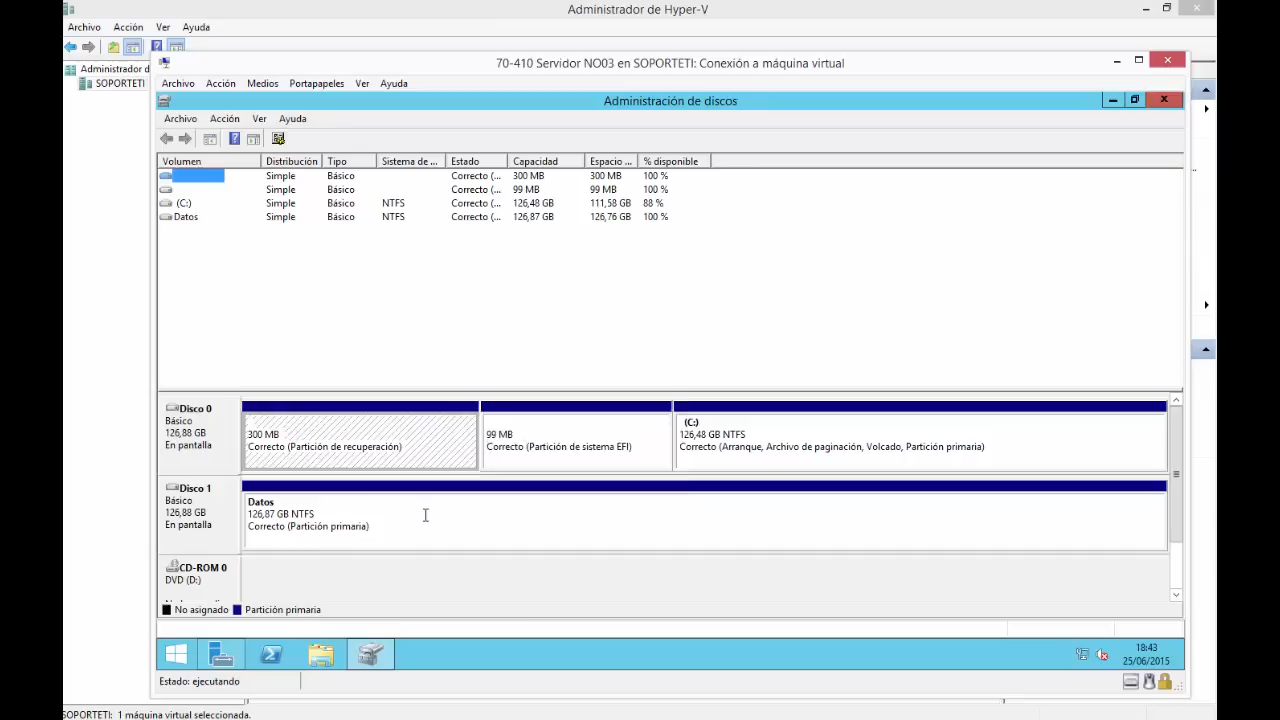 Administrador de Hyper-V
Archivo Acción Ver Ayuda
Administrador d
SOPORTETI
70-410 Servidor NO03 en SOPORTETI: Conexión a máquina virtual
Archivo Acción Medios Portapapeles Ver Ayuda
Administración de discos
Archivo Acción Ver Ayuda
Volumen Distribución Tipo Sistema de ... Estado Capacidad Espacio ... % disponible
Simple Básico Correcto (... 300 MB 300 MB 100 %
Simple Básico Correcto (... 99 MB 99 MB 100 %
(C:) Simple Básico NTFS Correcto (... 126,48 GB 111,58 GB 88 %
Datos Simple Básico NTFS Correcto (... 126,87 GB 126,76 GB 100 %
Disco 0
Básico
126,88 GB
En pantalla
300 MB
Correcto (Partición de recuperación)
99 MB
Correcto (Partición de sistema EFI)
(C:)
126,48 GB NTFS
Correcto (Arranque, Archivo de paginación, Volcado, Partición primaria)
Disco 1
Básico
126,88 GB
En pantalla
Datos
126,87 GB NTFS
Correcto (Partición primaria)
CD-ROM 0
DVD (D:)
No asignado Partición primaria
18:43
25/06/2015
Estado: ejecutando
SOPORTETI: 1 máquina virtual seleccionada.